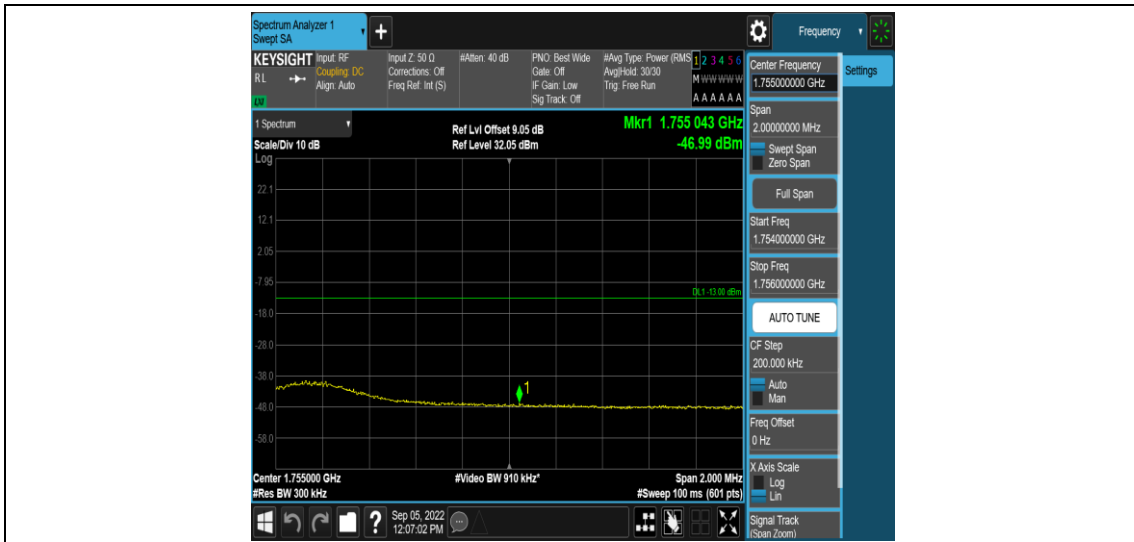 Spectrum Analyzer 1
Swept SA
+
Frequency
KEYSIGHT
RL
LXI
Input: RF
Coupling: DC
Align: Auto
Input Z: 50 Ω
Corrections: Off
Freq Ref: Int (S)
#Atten: 40 dB
PNO: Best Wide
Gate: Off
IF Gain: Low
Sig Track: Off
#Avg Type: Power (RMS
Avg|Hold: 30/30
Trig: Free Run
1 2 3 4 5 6
M W W W W W
A A A A A A
1 Spectrum
Scale/Div 10 dB
Log
Ref Lvl Offset 9.05 dB
Ref Level 32.05 dBm
Mkr1 1.755 043 GHz
-46.99 dBm
22.1
12.1
2.05
-7.95
DL1 -13.00 dBm
-18.0
-28.0
-38.0
1
-48.0
-58.0
Center 1.755000 GHz
#Res BW 300 kHz
#Video BW 910 kHz*
Span 2.000 MHz
#Sweep 100 ms (601 pts)
?
Sep 05, 2022
12:07:02 PM
Center Frequency
1.755000000 GHz
Settings
Span
2.00000000 MHz
Swept Span
Zero Span
Full Span
Start Freq
1.754000000 GHz
Stop Freq
1.756000000 GHz
AUTO TUNE
CF Step
200.000 kHz
Auto
Man
Freq Offset
0 Hz
X Axis Scale
Log
Lin
Signal Track
(Span Zoom)